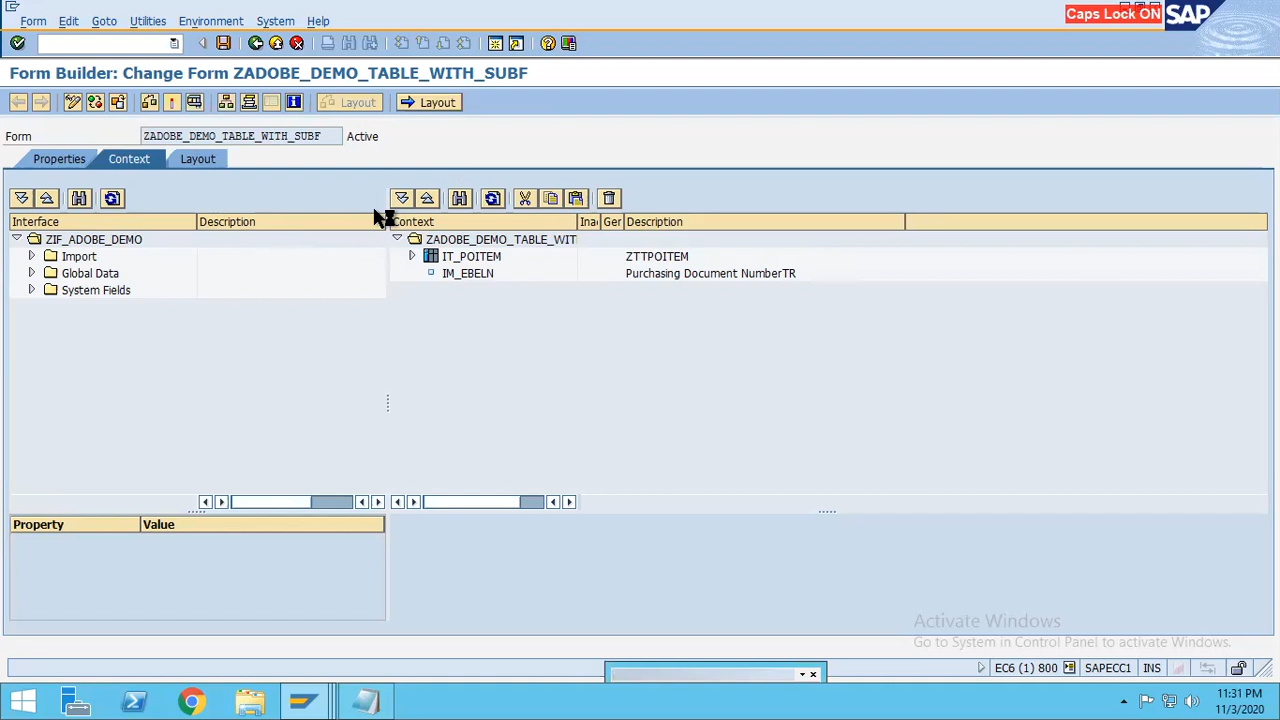 Form Edit Goto Utilities Environment System Help
Caps Lock ON
SAP
Form Builder: Change Form ZADOBE_DEMO_TABLE_WITH_SUBF
Layout Layout
Form ZADOBE_DEMO_TABLE_WITH_SUBF Active
Properties Context Layout
Interface Description Context Ina Ger Description
ZIF_ADOBE_DEMO ZADOBE_DEMO_TABLE_WIT
Import IT_POITEM ZTTPOITEM
Global Data IM_EBELN Purchasing Document NumberTR
System Fields
Property Value
Activate Windows
Go to System in Control Panel to activate Windows.
EC6 (1) 800 SAPECC1 INS
11:31 PM
11/3/2020